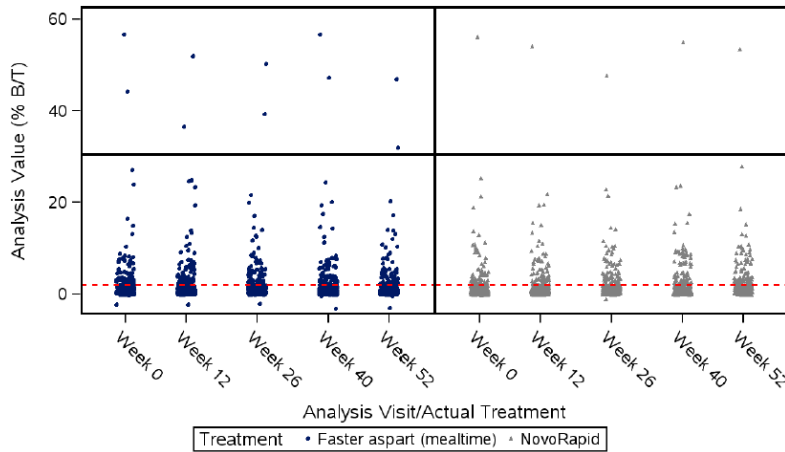 Analysis Value (% B/T)
60
40
20
0
Week 0 Week 12 Week 26 Week 40 Week 52 Week 0 Week 12 Week 26 Week 40 Week 52
Analysis Visit/Actual Treatment
Treatment Faster aspart (mealtime) NovoRapid